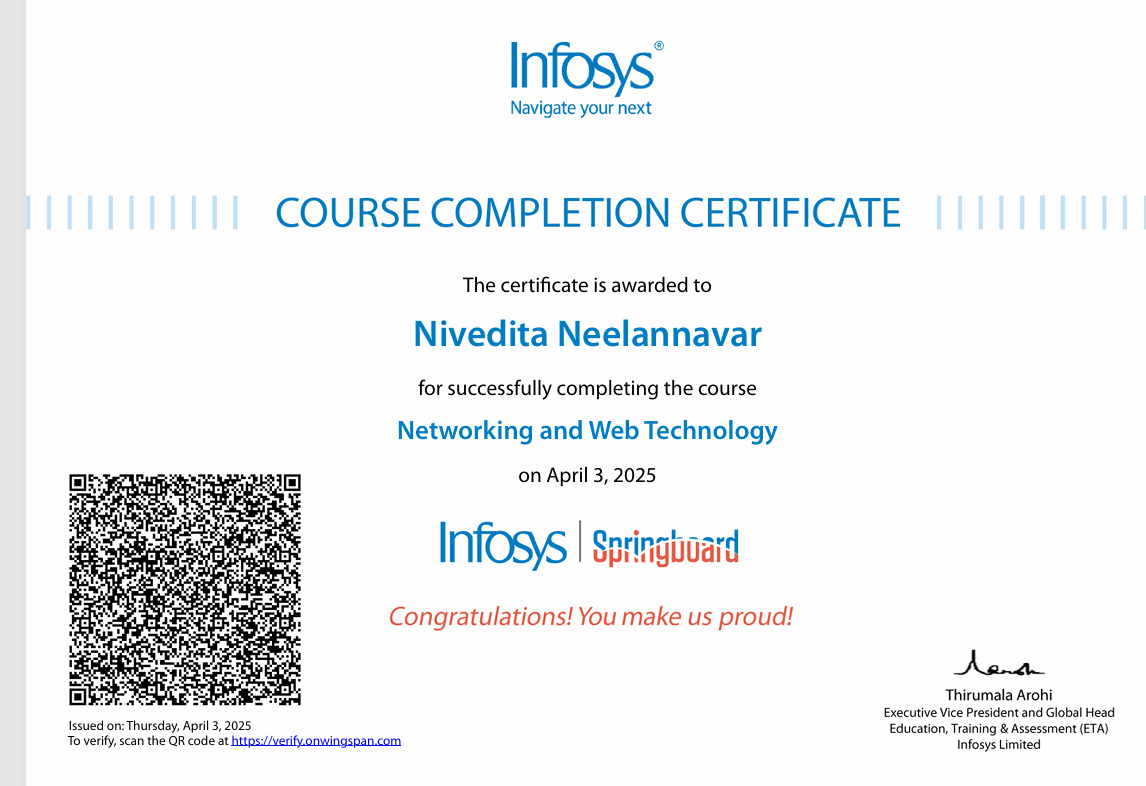 Infosys®
Navigate your next
COURSE COMPLETION CERTIFICATE
The certificate is awarded to
Nivedita Neelannavar
for successfully completing the course
Networking and Web Technology
on April 3, 2025
Infosys | Springboard
Congratulations! You make us proud!
Issued on: Thursday, April 3, 2025
To verify, scan the QR code at https://verify.onwingspan.com
Thirumala Arohi
Executive Vice President and Global Head
Education, Training & Assessment (ETA)
Infosys Limited